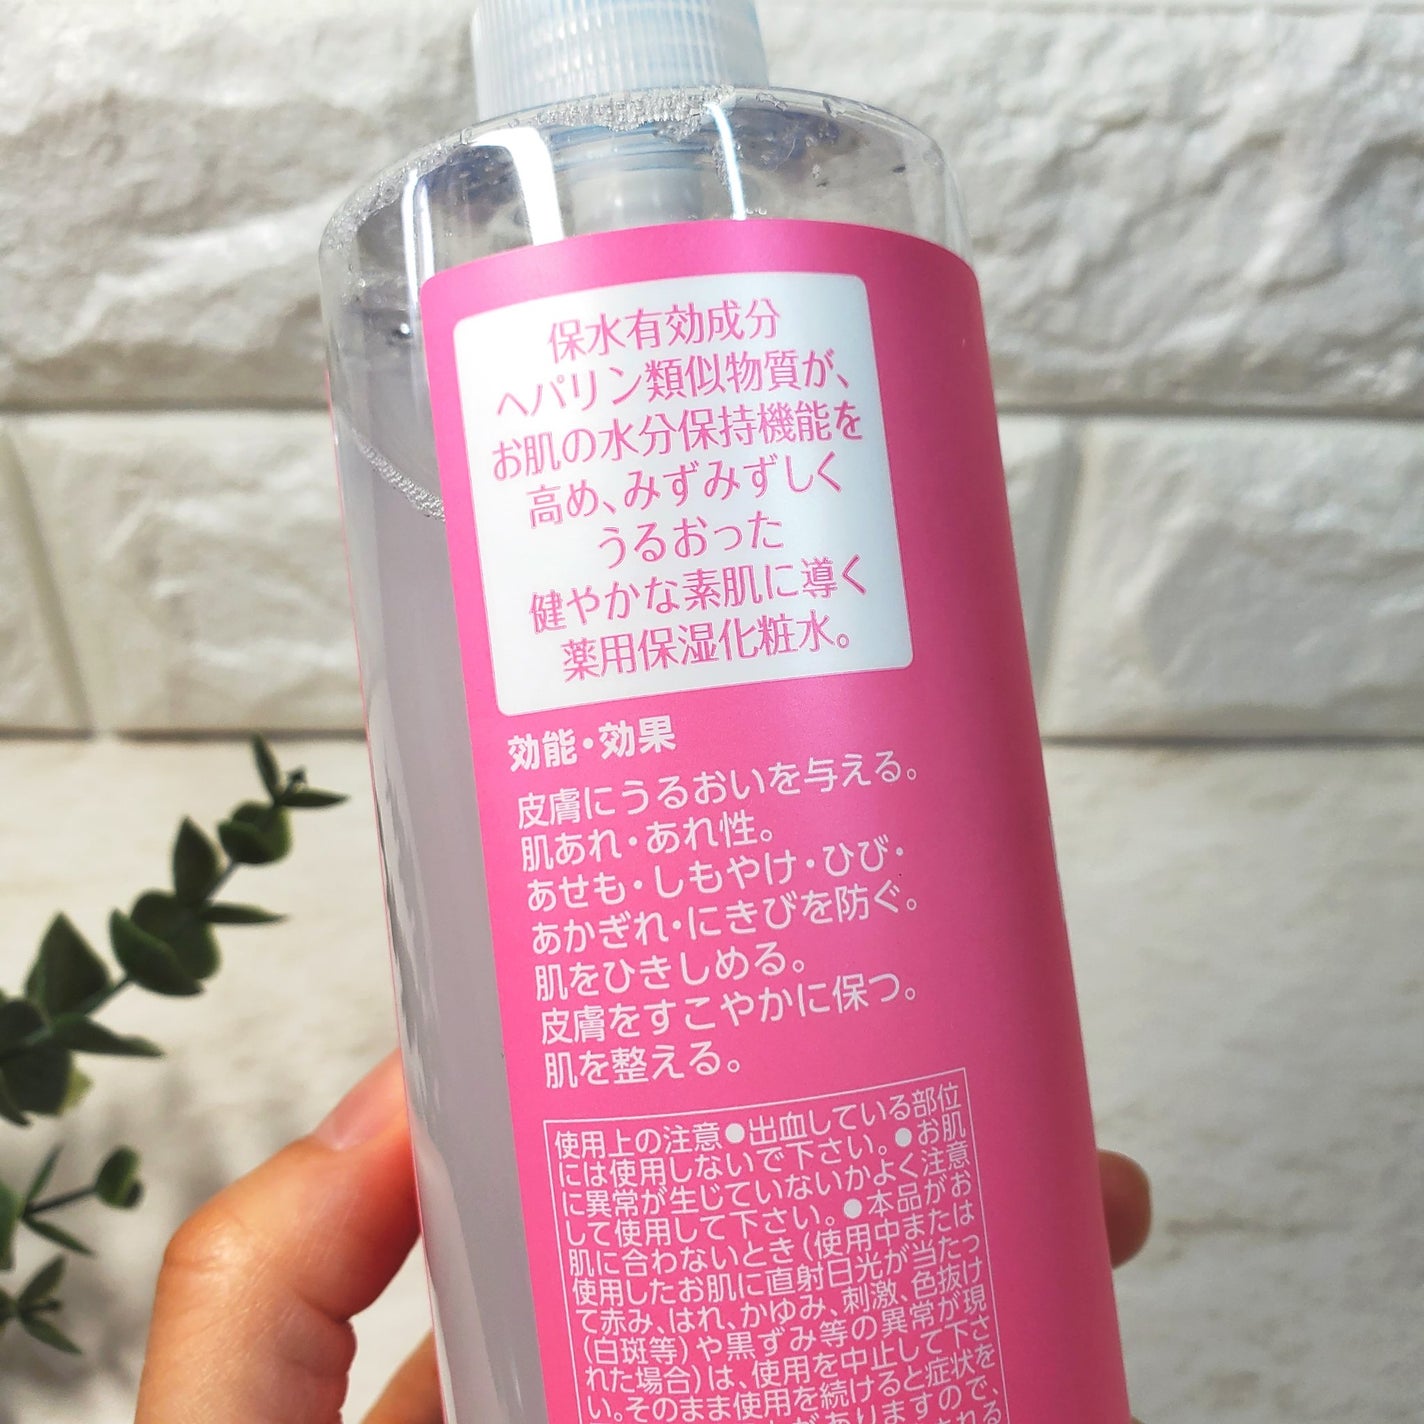 保水有効成分
ヘパリン類似物質が、
お肌の水分保持機能を
高め、みずみずしく
うるおった
健やかな素肌に導く
薬用保湿化粧水。
効能・効果
皮膚にうるおいを与える。
肌あれ・あれ性。
あせも・しもやけ・ひび・
あかぎれ・にきびを防ぐ。
肌をひきしめる。
皮膚をすこやかに保つ。
肌を整える。
使用上の注意●出血している部位
には使用しないで下さい。●お肌
に異常が生じていないかよく注意
して使用して下さい。●本品がお
肌に合わないとき(使用中または
使用したお肌に直射日光が当たっ
て赤み、はれ、かゆみ、刺激、色抜け
(白斑等)や黒ずみ等の異常が現
れた場合)は、使用を中止して下さ
い。そのまま使用を続けると症状を
がありますので、